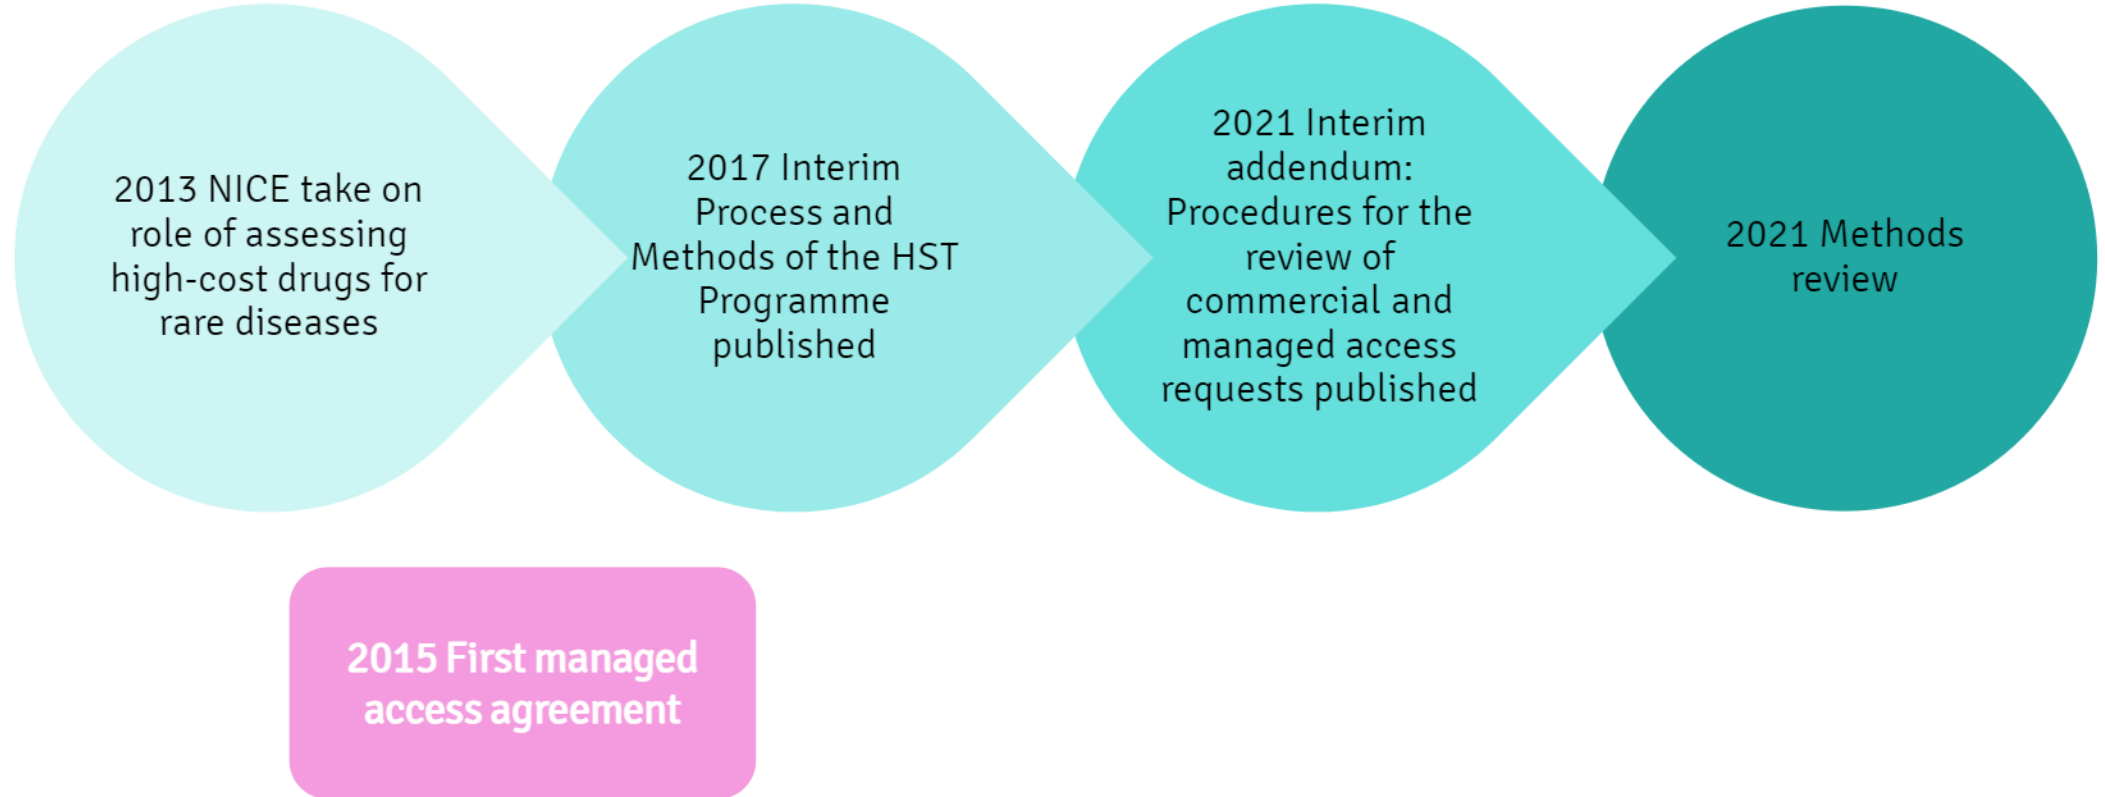 2013 NICE take on
role of assessing
high-cost drugs for
rare diseases
2017 Interim
Process and
Methods of the HST
Programme
published
2021 Interim
addendum:
Procedures for the
review of
commercial and
managed access
requests published
2021 Methods
review
2015 First managed
access agreement